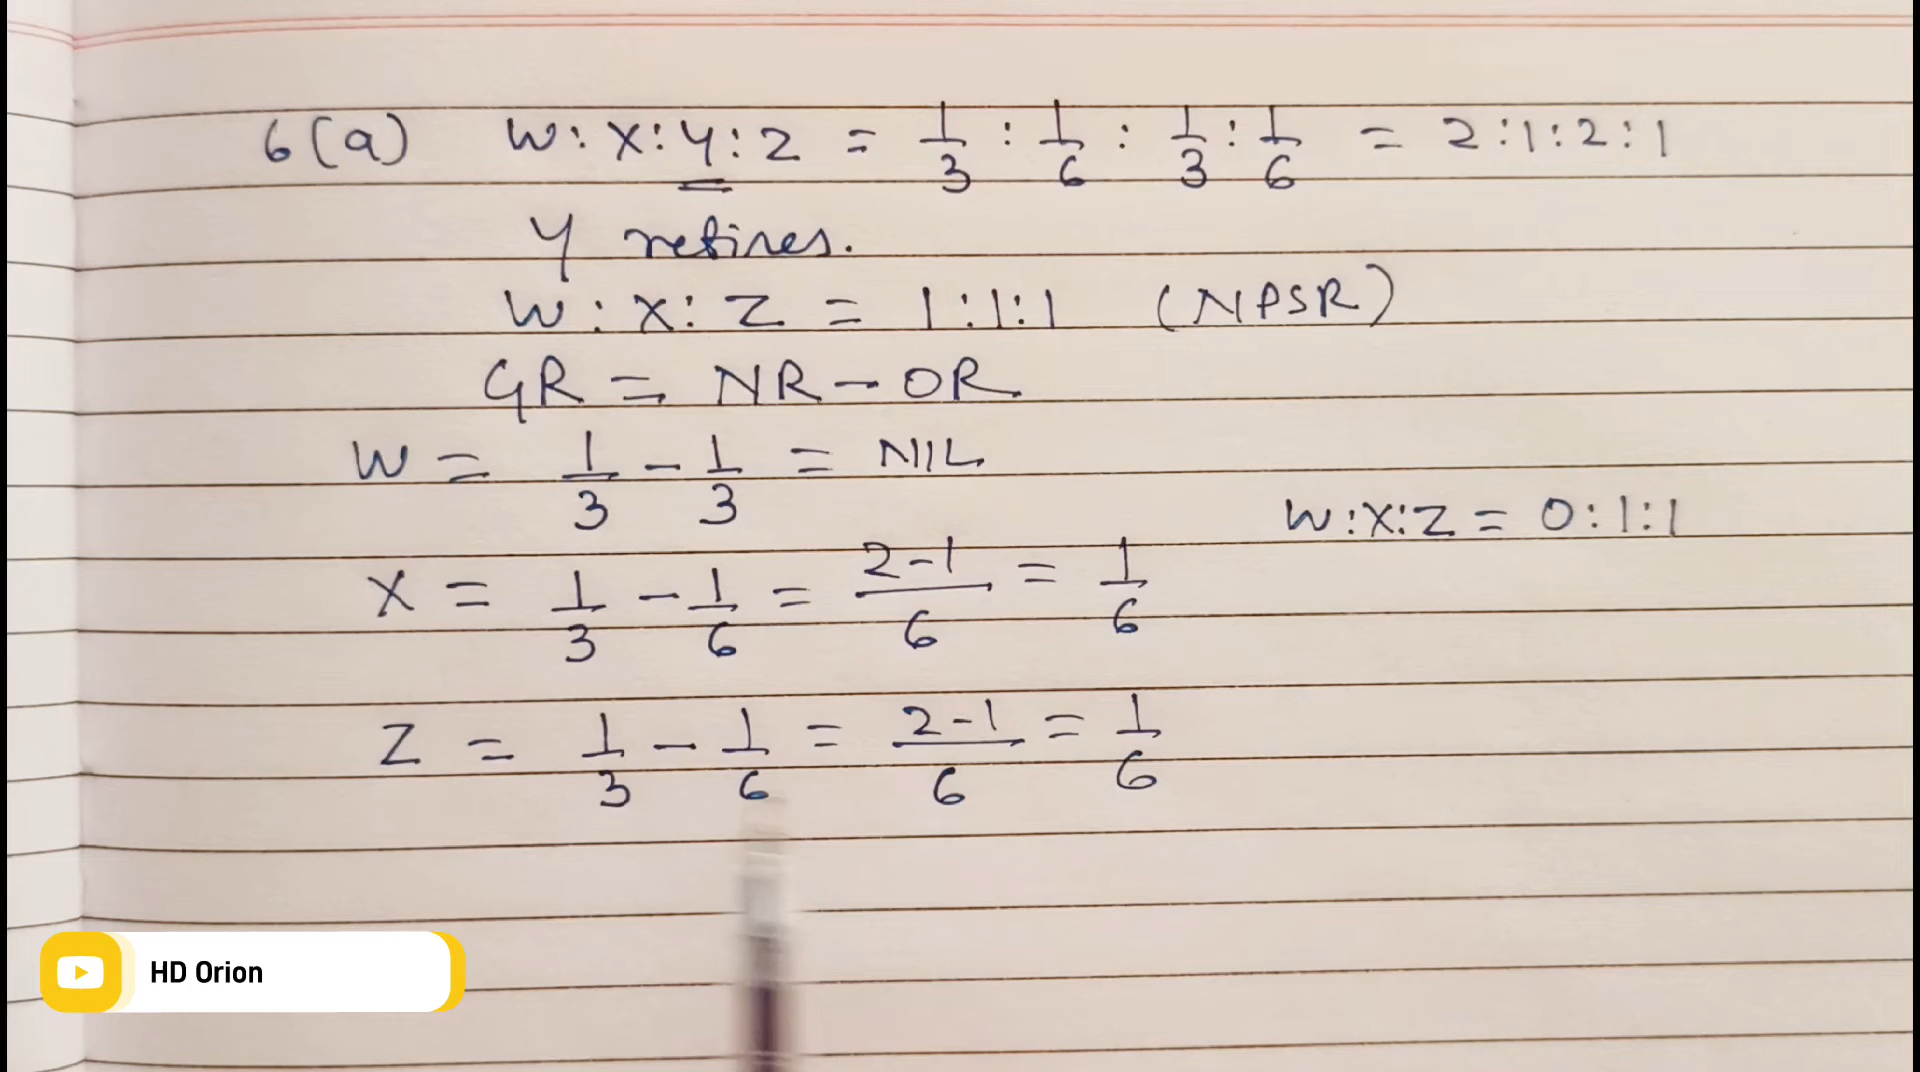 6(a) W:X:Y:Z = 1/3 : 1/6 : 1/3 : 1/6 = 2:1:2:1
Y retires.
W:X:Z = 1:1:1 (NPSR)
GR = NR - OR
W = 1/3 - 1/3 = NIL
W:X:Z = 0:1:1
X = 1/3 - 1/6 = 2-1/6 = 1/6
Z = 1/3 - 1/6 = 2-1/6 = 1/6
HD Orion